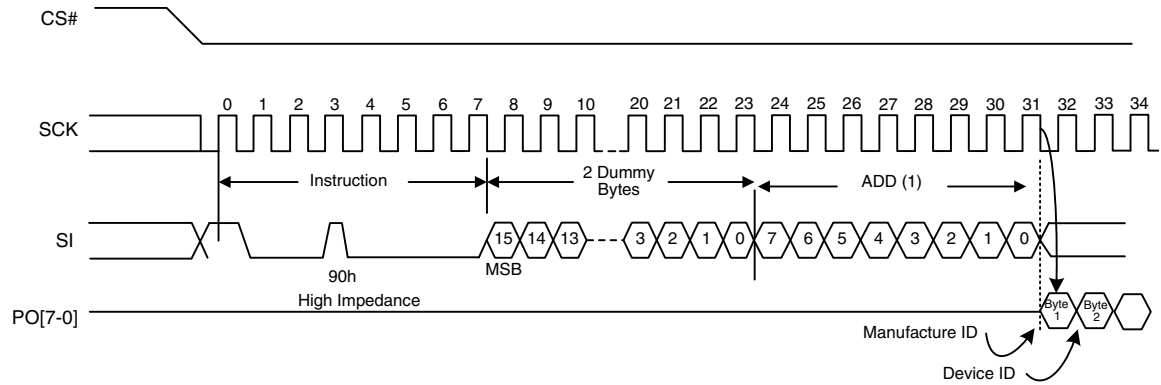 CS#
0 1 2 3 4 5 6 7 8 9 10 20 21 22 23 24 25 26 27 28 29 30 31 32 33 34
SCK
Instruction
2 Dummy
Bytes
ADD (1)
SI
15 14 13 3 2 1 0 7 6 5 4 3 2 1 0
MSB
90h
High Impedance
PO[7-0]
Byte
1
Byte
2
Manufacture ID
Device ID